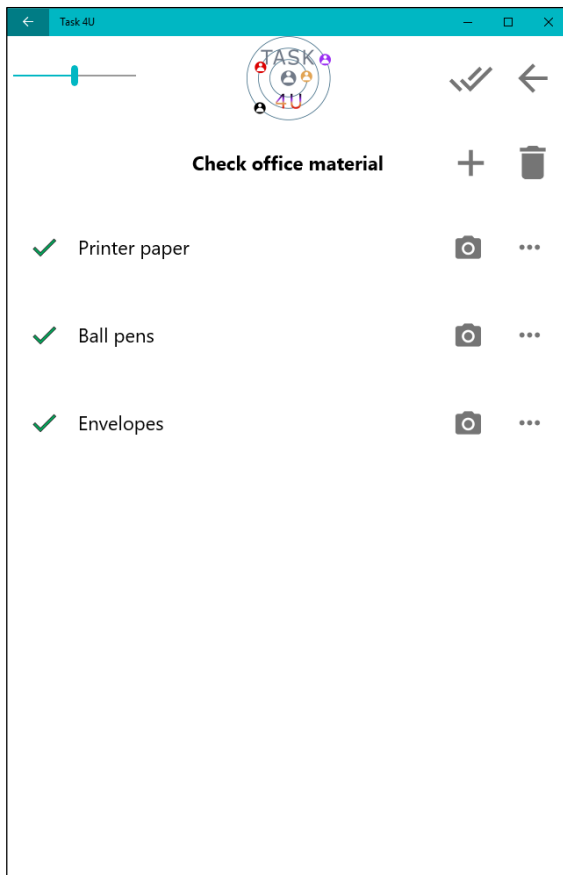 Task 4U
TASK
4U
Check office material
Printer paper
Ball pens
Envelopes